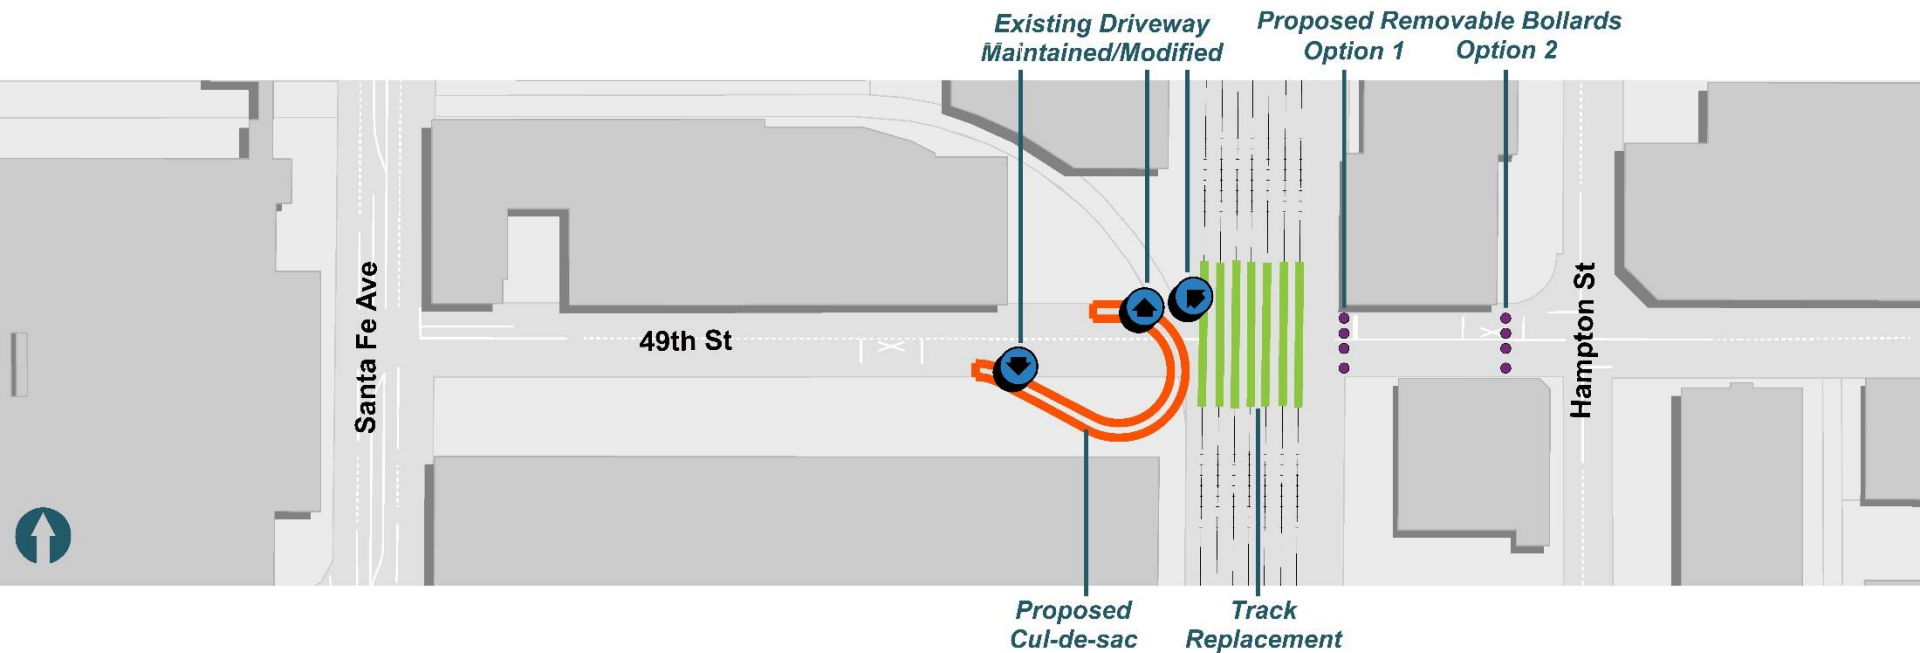 Existing Driveway
Maintained/Modified
Proposed Removable Bollards
Option 1
Option 2
Santa Fe Ave
49th St
Hampton St
Proposed
Cul-de-sac
Track
Replacement